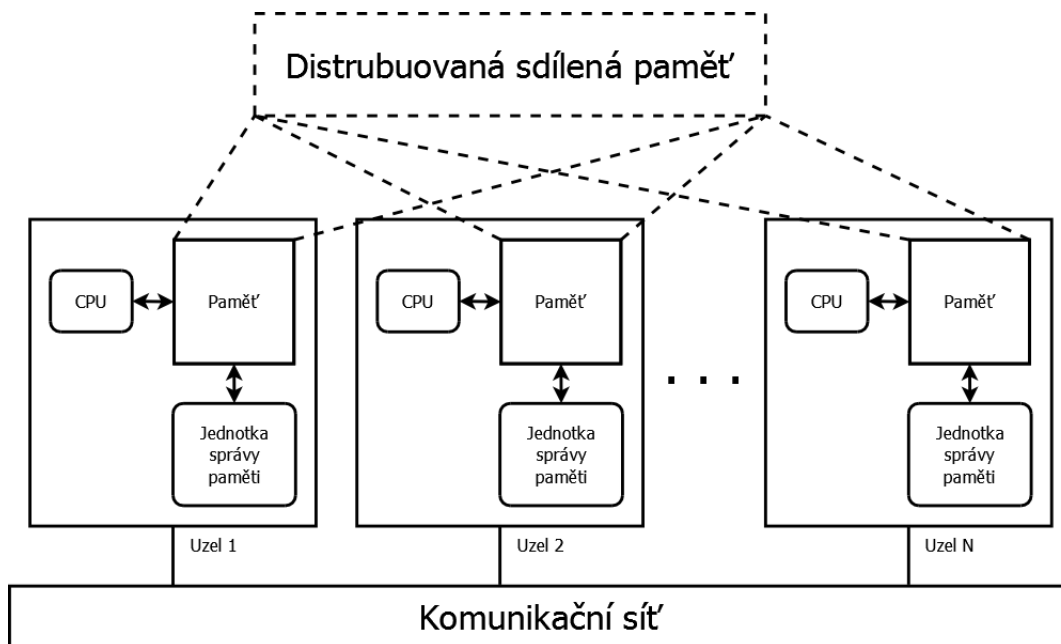 Distrubuovaná sdílená paměť
CPU
Paměť
Jednotka
správy
paměti
Uzel 1
CPU
Paměť
Jednotka
správy
paměti
Uzel 2
. . .
CPU
Paměť
Jednotka
správy
paměti
Uzel N
Komunikační síť